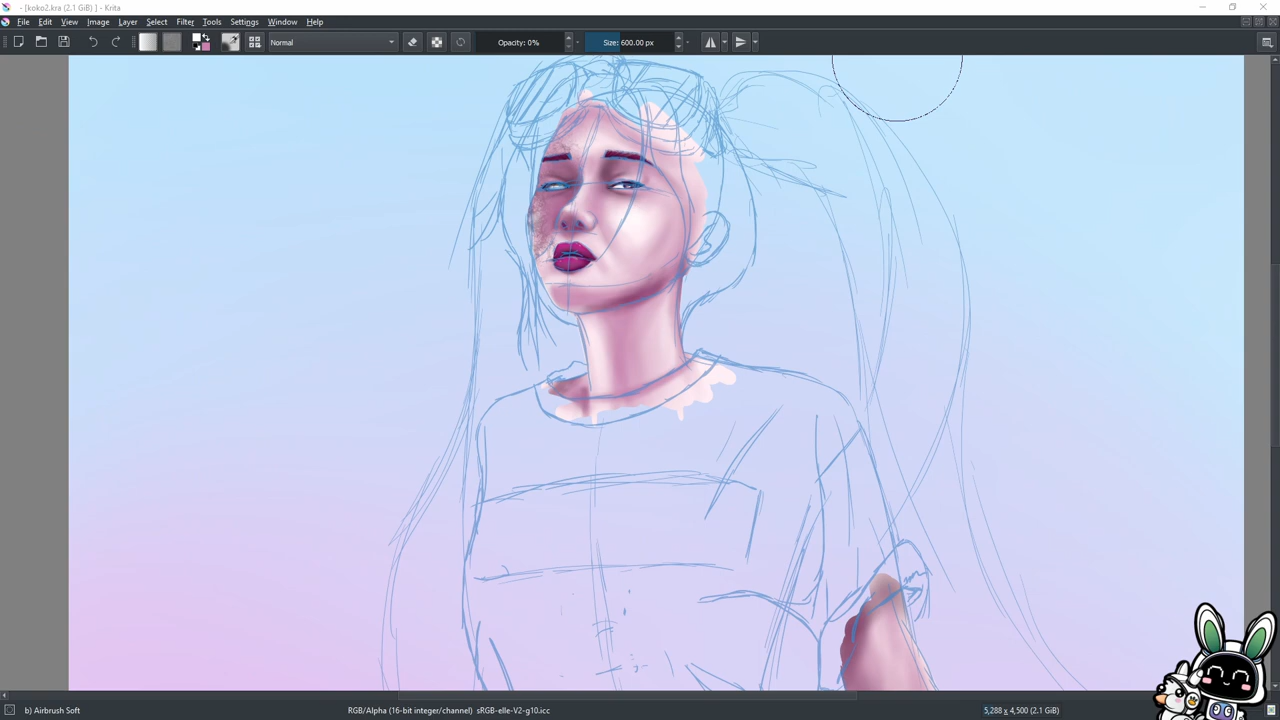 - [koko2.kra (2.1 GiB) ] - Krita
File Edit View Image Layer Select Filter Tools Settings Window Help
Normal Opacity: 0% Size: 600.00 px
b) Airbrush Soft RGB/Alpha (16-bit integer/channel) sRGB-elle-V2-g10.icc 5,288 x 4,500 (2.1 GiB)